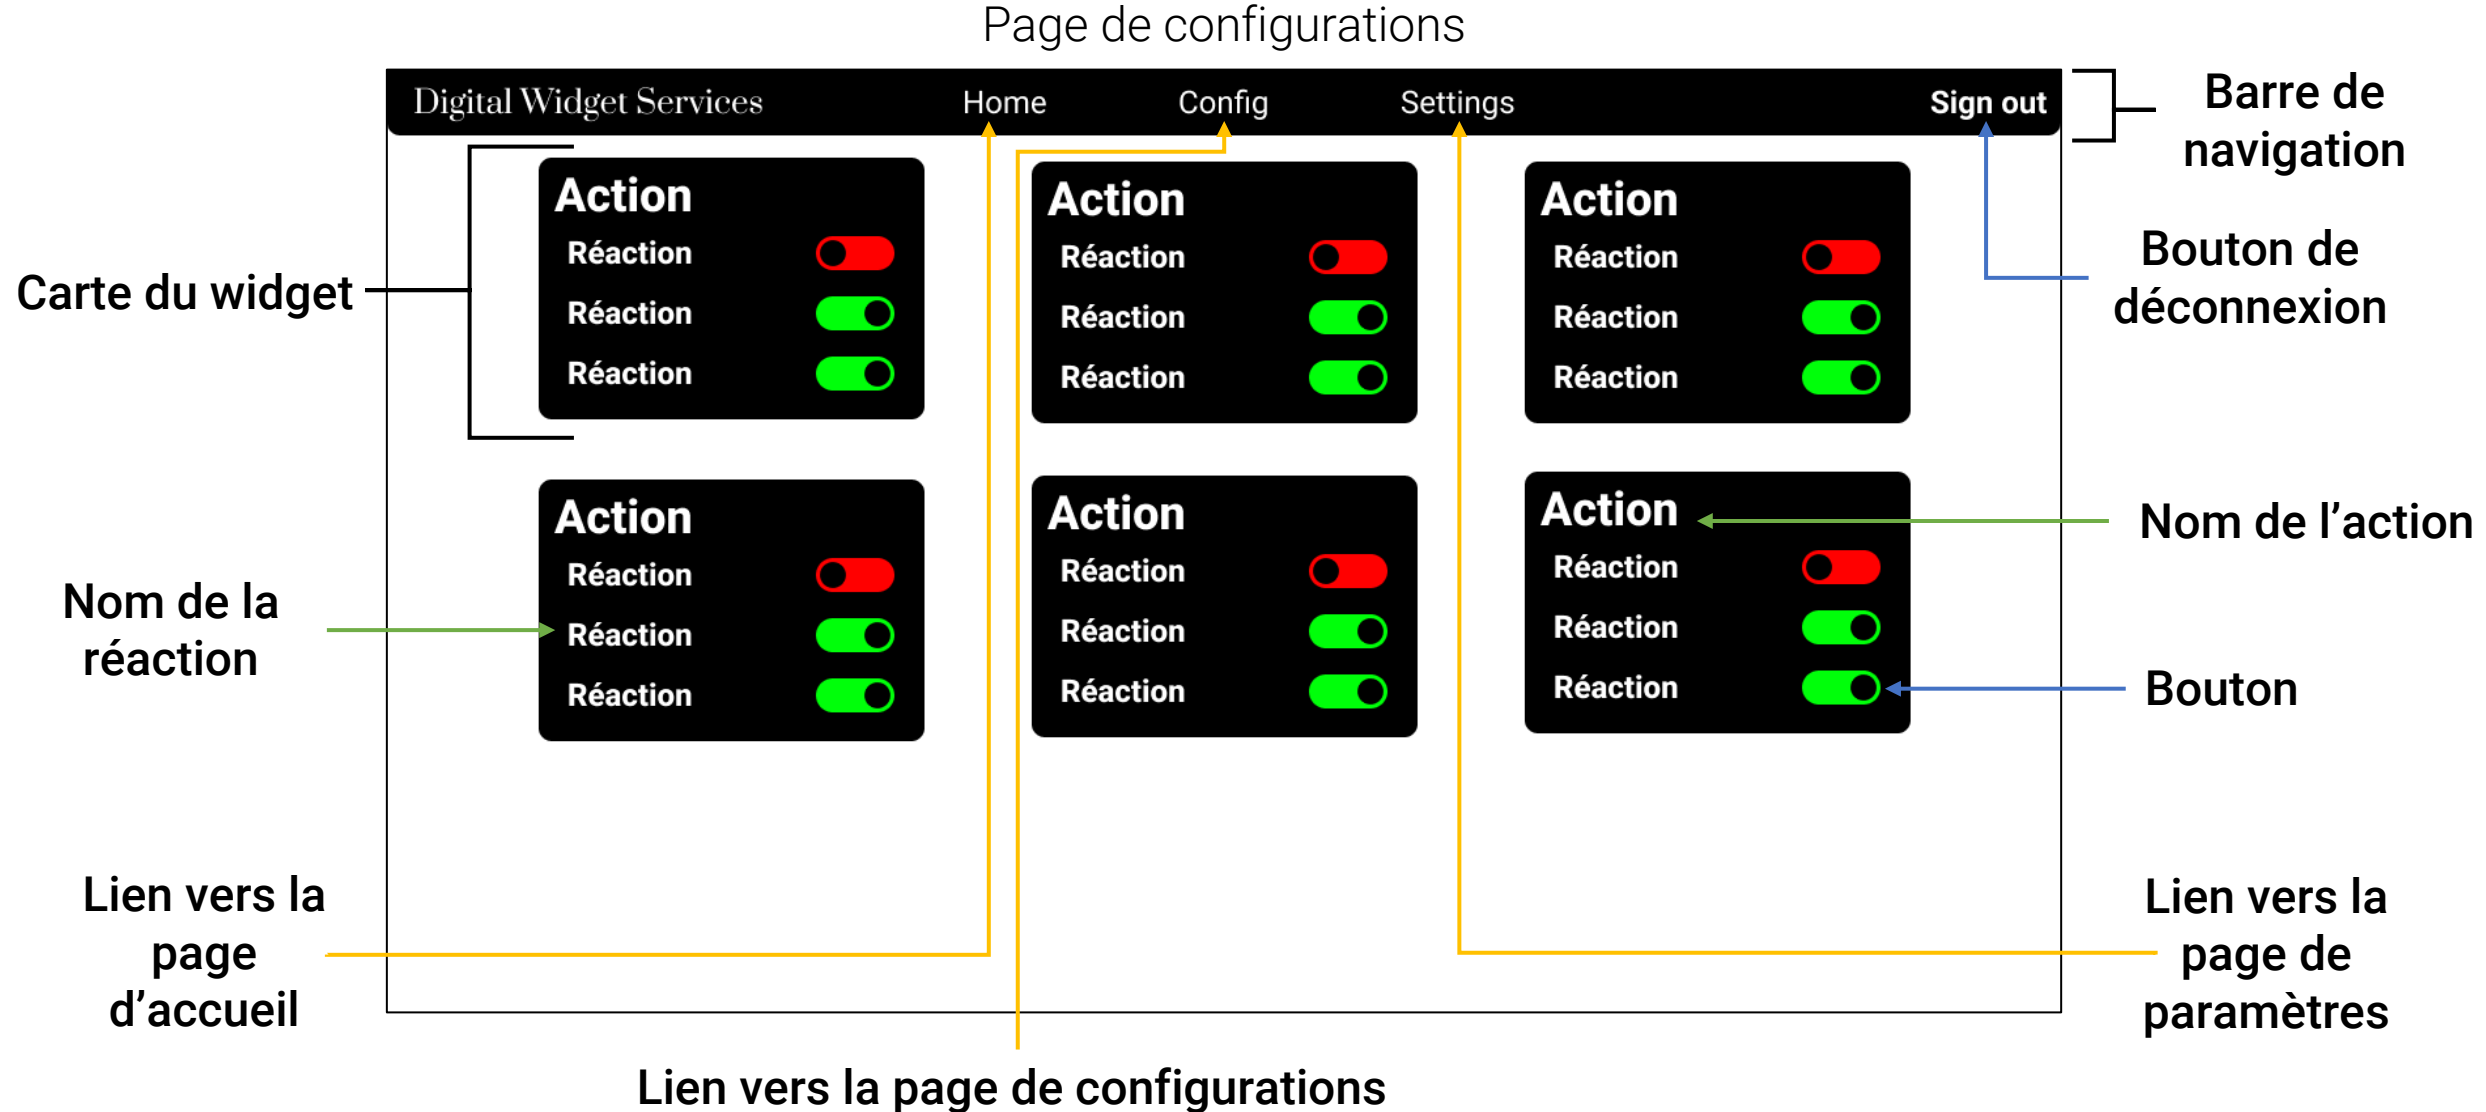 Page de configurations
Digital Widget Services Home Config Settings Sign out
Barre de
navigation
Carte du widget
Action
Réaction
Réaction
Réaction
Action
Réaction
Réaction
Réaction
Action
Réaction
Réaction
Réaction
Bouton de
déconnexion
Nom de la
réaction
Action
Réaction
Réaction
Réaction
Action
Réaction
Réaction
Réaction
Action
Réaction
Réaction
Réaction
Nom de l’action
Bouton
Lien vers la
page
d’accueil
Lien vers la
page de
paramètres
Lien vers la page de configurations